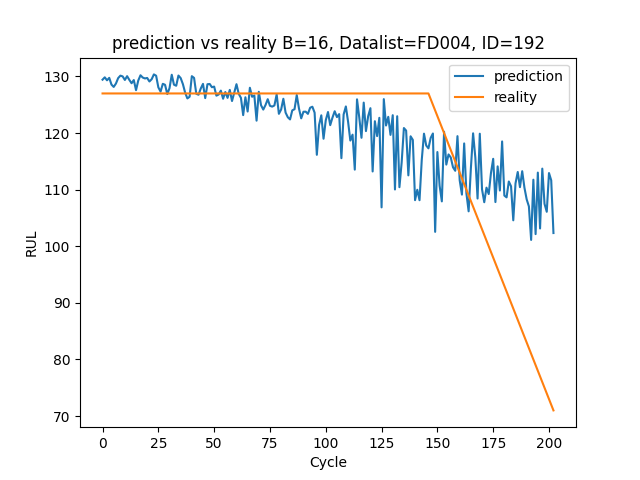 prediction vs reality B=16, Datalist=FD004, ID=192
prediction
reality
RUL
130
120
110
100
90
80
70
0 25 50 75 100 125 150 175 200
Cycle